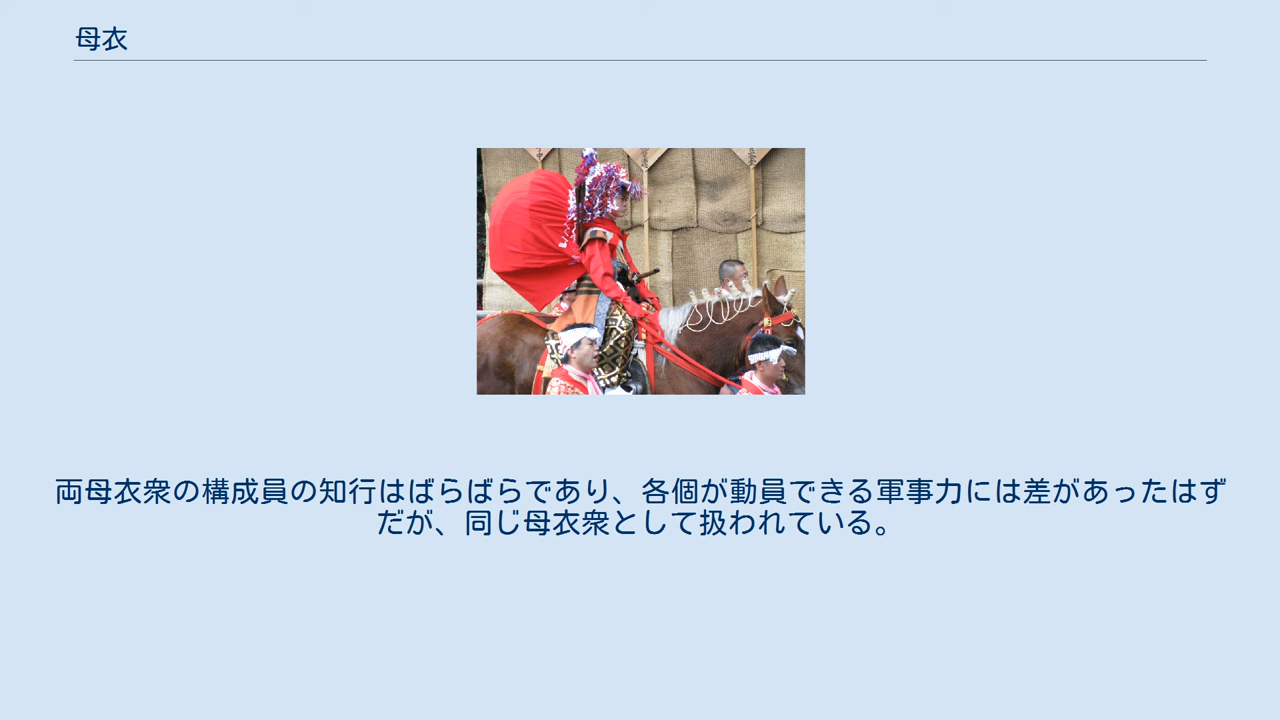 母衣
両母衣衆の構成員の知行はばらばらであり、各個が動員できる軍事力には差があったはず
だが、同じ母衣衆として扱われている。